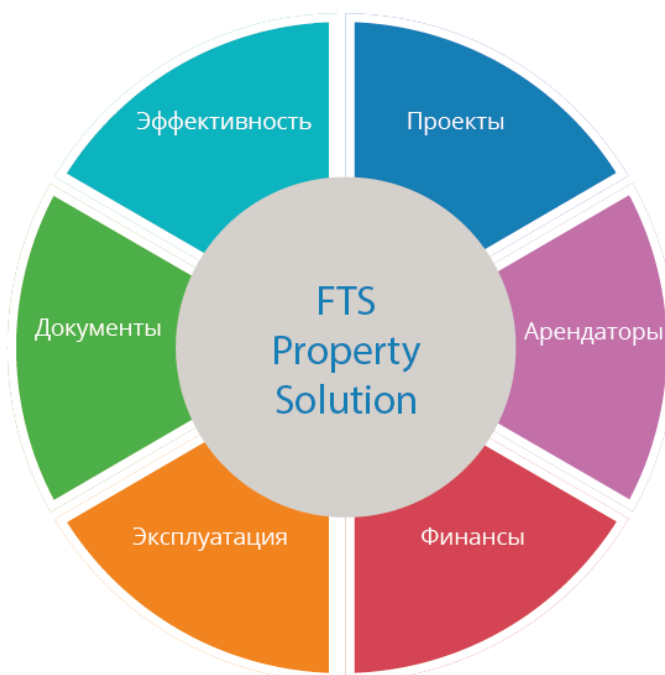 Эффективность
Проекты
Документы
FTS
Property
Solution
Арендаторы
Эксплуатация
Финансы